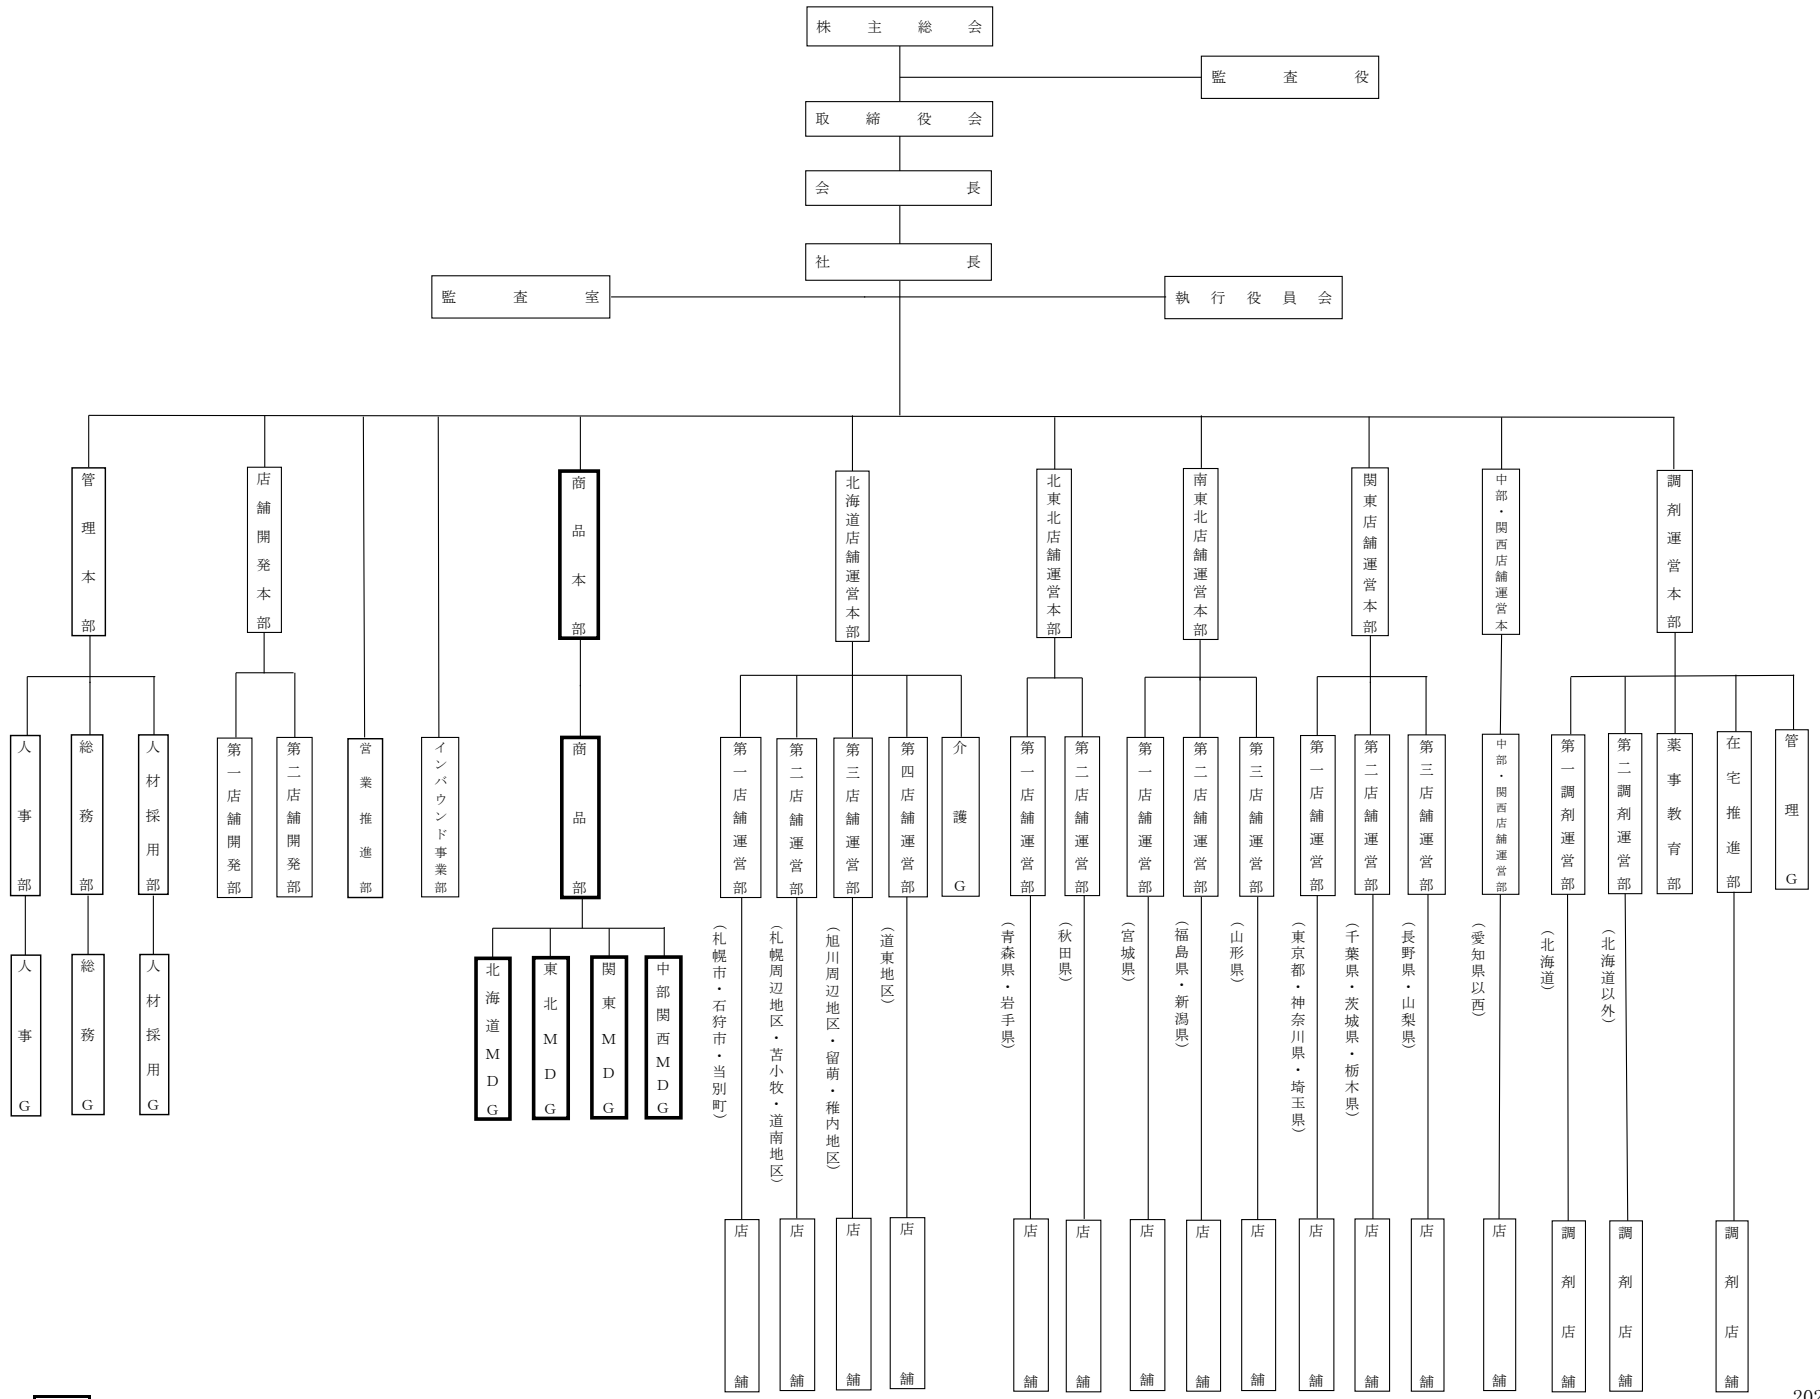 株主総会
監査役
取締役会
会長
社長
監査室
執行役員会
管理本部
店舗開発本部
商品本部
北海道店舗運営本部
北東北店舗運営本部
南東北店舗運営本部
関東店舗運営本部
中部・関西店舗運営本
調剤運営本部
人事部
総務部
人材採用部
第一店舗開発部
第二店舗開発部
営業推進部
インバウンド事業部
商品部
第一店舗運営部
第二店舗運営部
第三店舗運営部
第四店舗運営部
介護G
第一店舗運営部
第二店舗運営部
第一店舗運営部
第二店舗運営部
第三店舗運営部
第一店舗運営部
第二店舗運営部
第三店舗運営部
中部・関西店舗運営部
第一調剤運営部
第二調剤運営部
薬事教育部
在宅推進部
管理G
(札幌市・石狩市・当別町)
(札幌周辺地区・苫小牧・道南地区)
(旭川周辺地区・留萌・稚内地区)
(道東地区)
(青森県・岩手県)
(秋田県)
(宮城県)
(福島県・新潟県)
(山形県)
(東京都・神奈川県・埼玉県)
(千葉県・茨城県・栃木県)
(長野県・山梨県)
(愛知県以西)
(北海道)
(北海道以外)
人事G
総務G
人材採用G
北海道MDG
東北MDG
関東MDG
中部関西MDG
店舗
店舗
店舗
店舗
店舗
店舗
店舗
店舗
店舗
店舗
店舗
店舗
店舗
調剤店舗
調剤店舗
調剤店舗